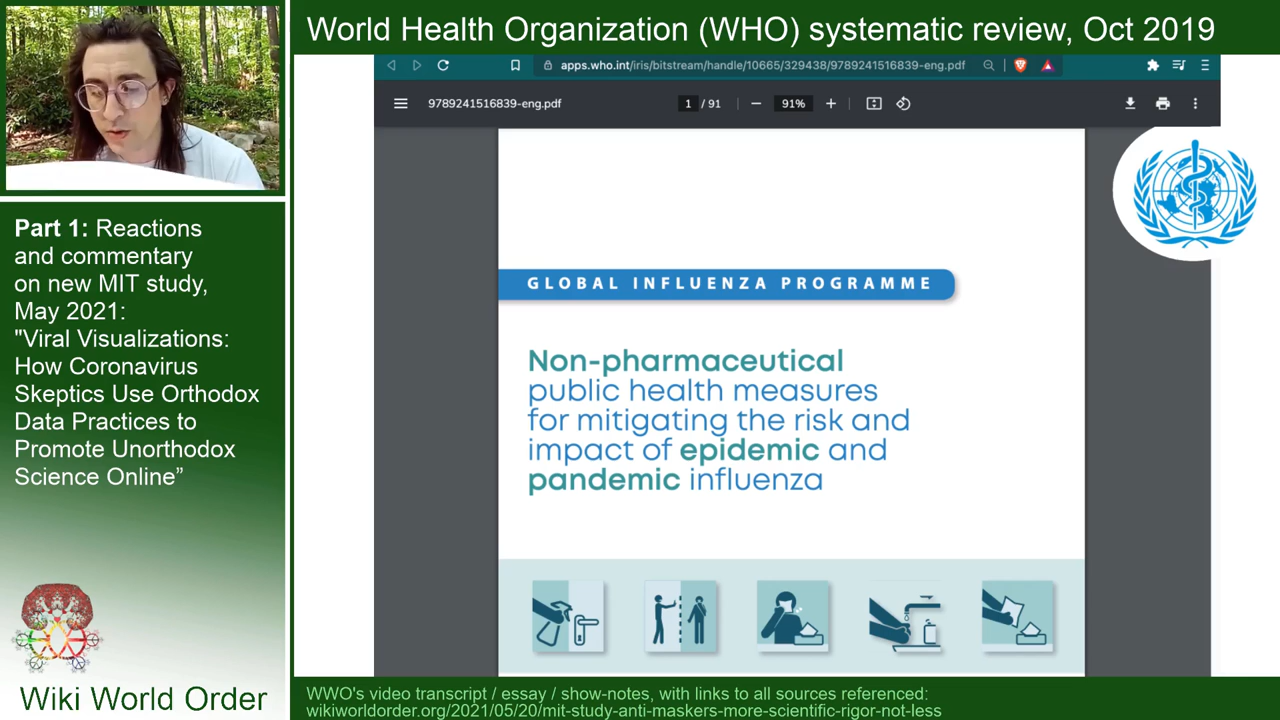 World Health Organization (WHO) systematic review, Oct 2019
apps.who.int/iris/bitstream/handle/10665/329438/9789241516839-eng.pdf
9789241516839-eng.pdf
1 / 91
91%
GLOBAL INFLUENZA PROGRAMME
Non-pharmaceutical
public health measures
for mitigating the risk and
impact of epidemic and
pandemic influenza
Part 1: Reactions
and commentary
on new MIT study,
May 2021:
"Viral Visualizations:
How Coronavirus
Skeptics Use Orthodox
Data Practices to
Promote Unorthodox
Science Online”
Wiki World Order
WWO's video transcript / essay / show-notes, with links to all sources referenced:
wikiworldorder.org/2021/05/20/mit-study-anti-maskers-more-scientific-rigor-not-less